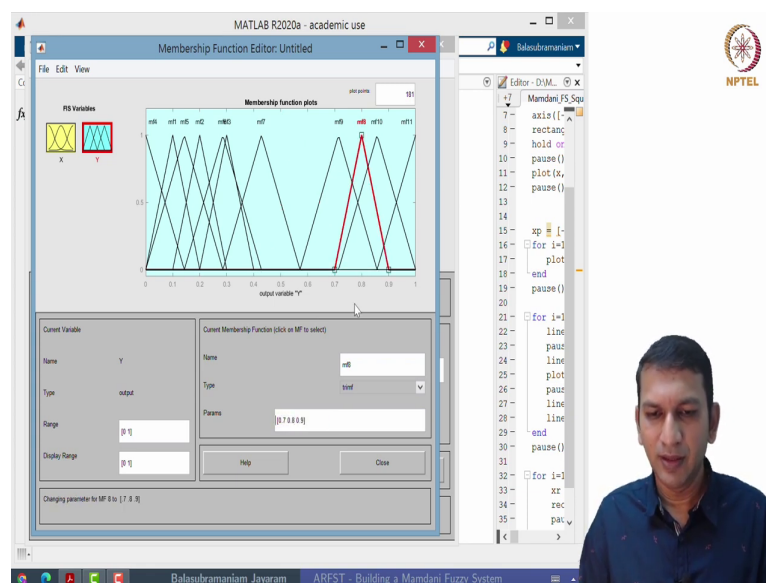 MATLAB R2020a - academic use
Membership Function Editor: Untitled
File Edit View
FIS Variables
X
Y
plot points:
181
Membership function plots
mf4 mf1 mf5 mf2 mf7 mf9 mf8 mf10 mf11
1
0.5
0
0 0.1 0.2 0.3 0.4 0.5 0.6 0.7 0.8 0.9 1
output variable "Y"
Current Variable
Name Y
Type output
Range [0 1]
Display Range [0 1]
Current Membership Function (click on MF to select)
Name mf8
Type trimf
Params [0.7 0.8 0.9]
Help Close
Changing parameter for MF 8 to [.7 .8 .9]
Balasubramaniam
Editor - D:\M...
+7 Mamdani_FS_Squ
7 - axis([-
8 - rectang
9 - hold on
10 - pause()
11 - plot(x,
12 - pause()
13
14
15 - xp = [-
16 - for i=1
17 - plot
18 - end
19 - pause()
20
21 - for i=1
22 - line
23 - paus
24 - line
25 - plot
26 - paus
27 - line
28 - line
29 - end
30 - pause()
31
32 - for i=1
33 - xr
34 - rec
35 - pau
NPTEL
Balasubramaniam Jayaram ARFST - Building a Mamdani Fuzzy System